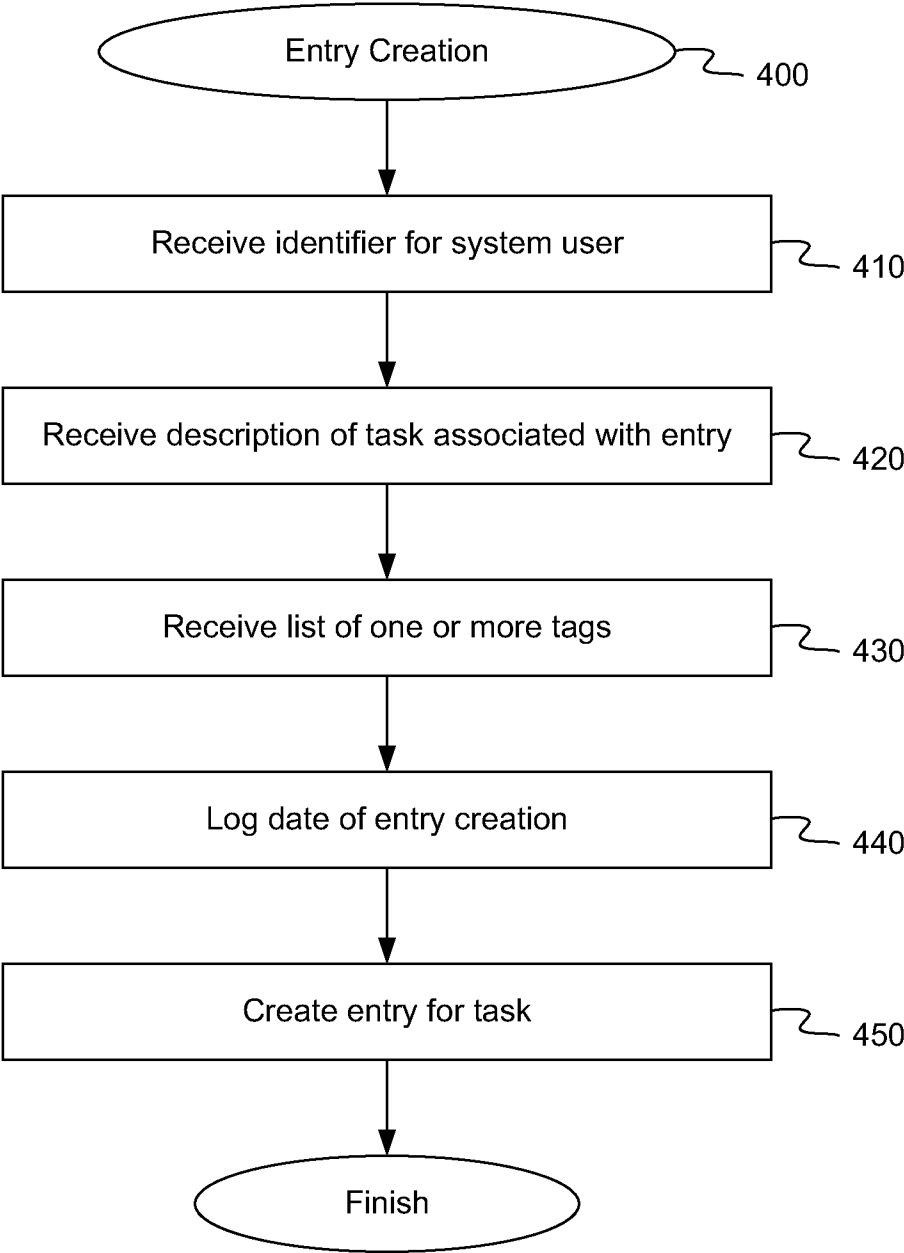 Entry Creation
400
Receive identifier for system user
410
Receive description of task associated with entry
420
Receive list of one or more tags
430
Log date of entry creation
440
Create entry for task
450
Finish